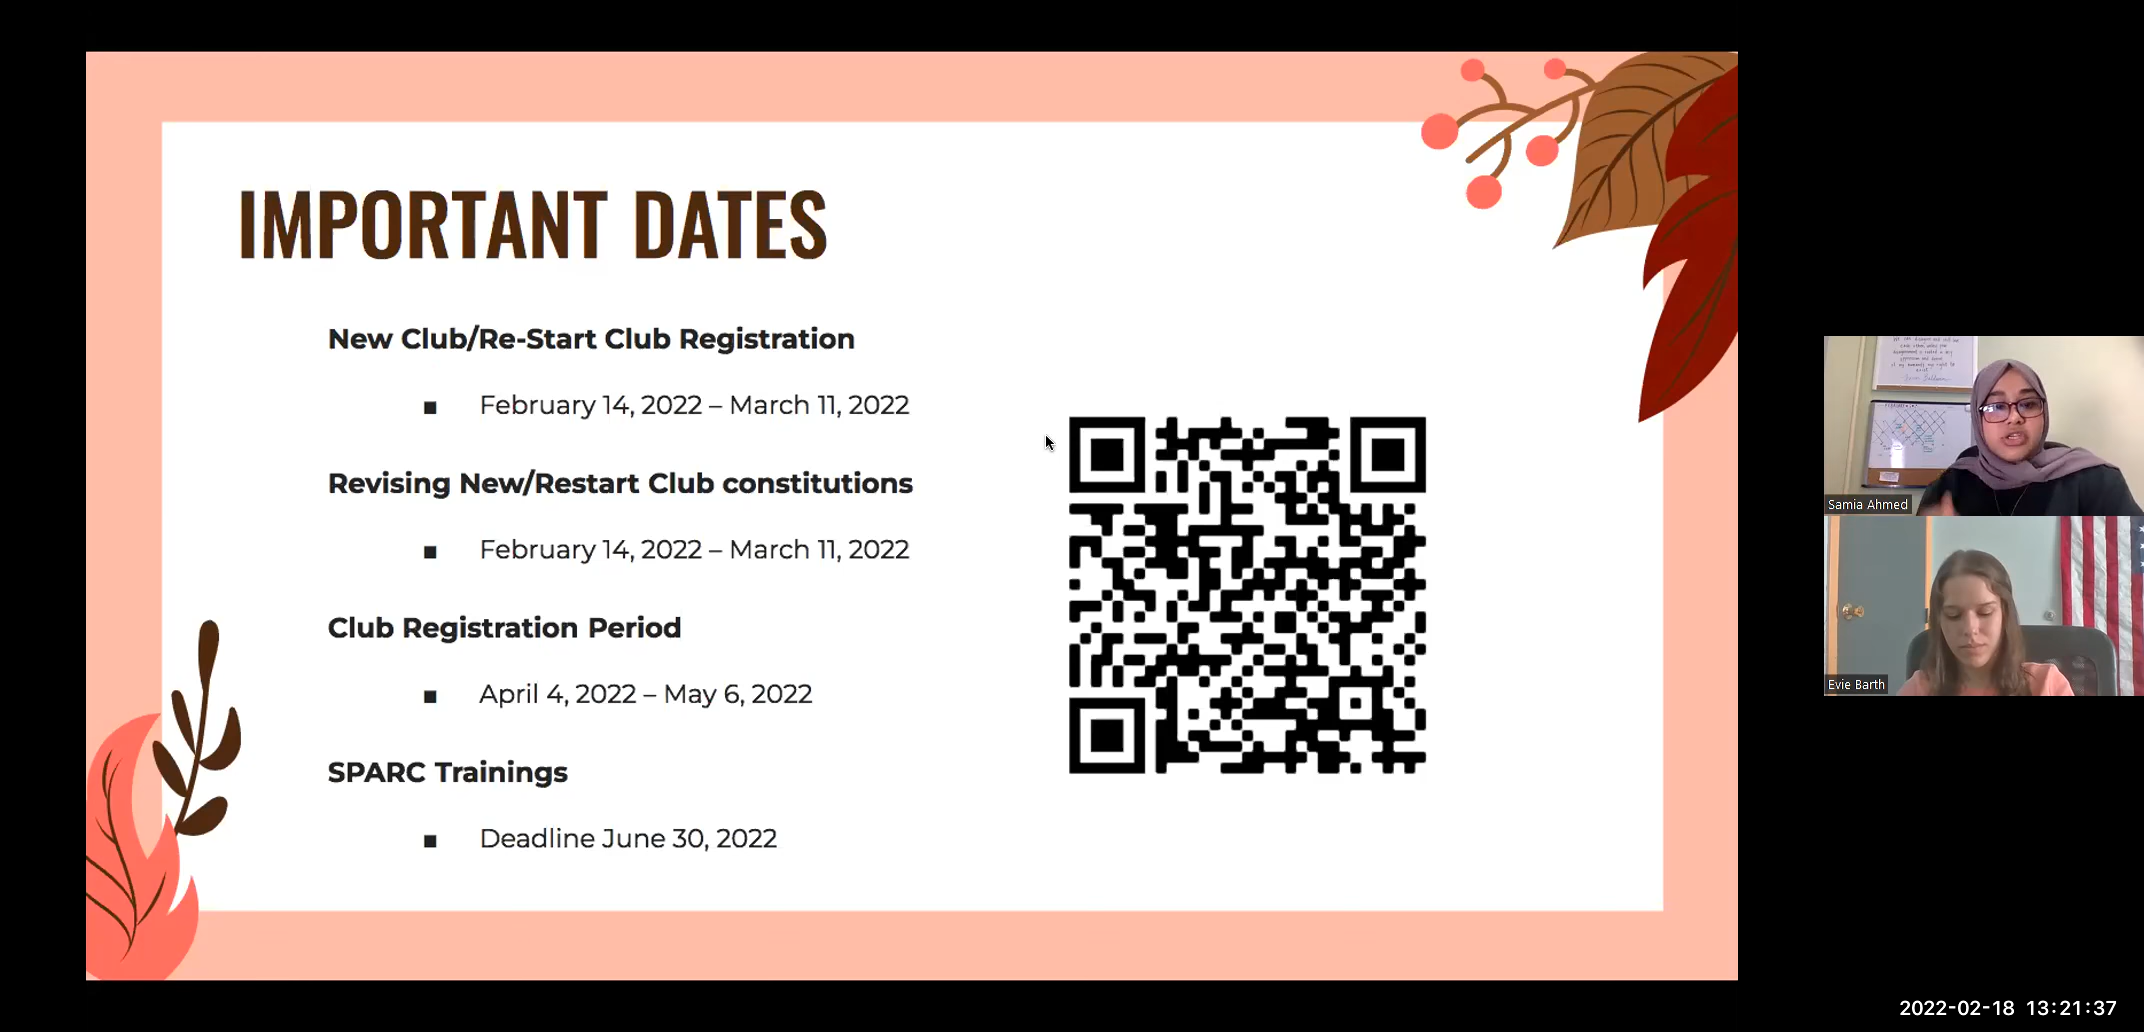 IMPORTANT DATES
New Club/Re-Start Club Registration
■ February 14, 2022 – March 11, 2022
Revising New/Restart Club constitutions
■ February 14, 2022 – March 11, 2022
Club Registration Period
■ April 4, 2022 – May 6, 2022
SPARC Trainings
■ Deadline June 30, 2022
Samia Ahmed
Evie Barth
2022-02-18 13:21:37